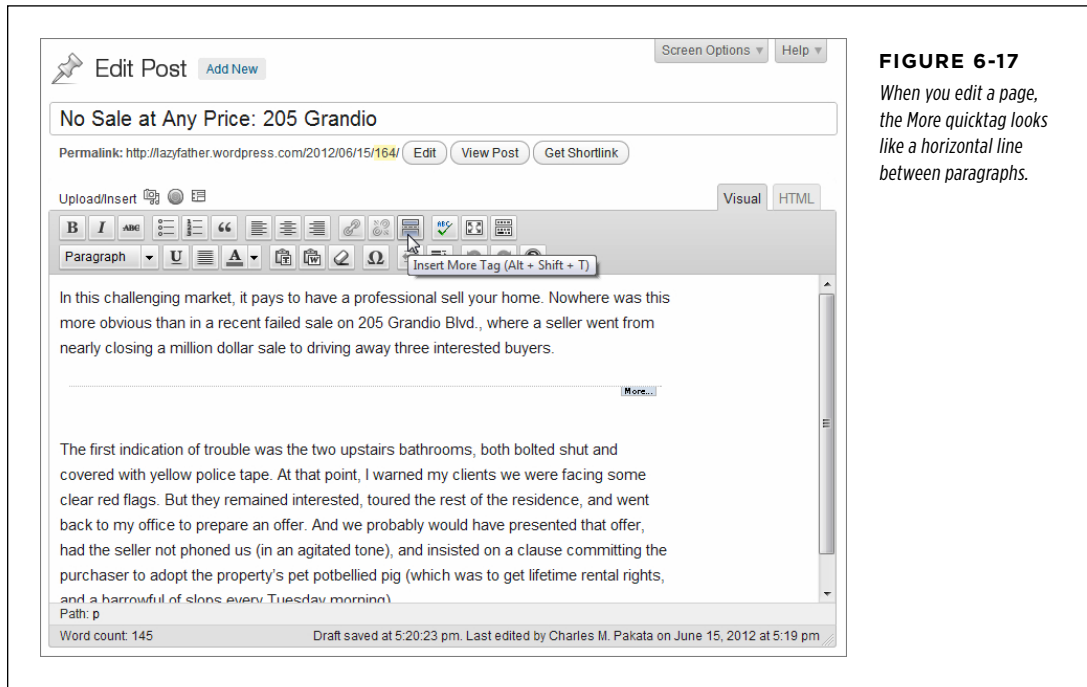 Screen Options Help
Edit Post Add New
No Sale at Any Price: 205 Grandio
Permalink: http://lazyfather.wordpress.com/2012/06/15/164/ Edit View Post Get Shortlink
Upload/Insert Visual HTML
B I ABC ABC
Paragraph U A T W Ω
Insert More Tag (Alt + Shift + T)
In this challenging market, it pays to have a professional sell your home. Nowhere was this
more obvious than in a recent failed sale on 205 Grandio Blvd., where a seller went from
nearly closing a million dollar sale to driving away three interested buyers.
More...
The first indication of trouble was the two upstairs bathrooms, both bolted shut and
covered with yellow police tape. At that point, I warned my clients we were facing some
clear red flags. But they remained interested, toured the rest of the residence, and went
back to my office to prepare an offer. And we probably would have presented that offer,
had the seller not phoned us (in an agitated tone), and insisted on a clause committing the
purchaser to adopt the property's pet potbellied pig (which was to get lifetime rental rights,
and a barrowful of slops every Tuesday morning)
Path: p
Word count: 145 Draft saved at 5:20:23 pm. Last edited by Charles M. Pakata on June 15, 2012 at 5:19 pm
FIGURE 6-17
When you edit a page,
the More quicktag looks
like a horizontal line
between paragraphs.